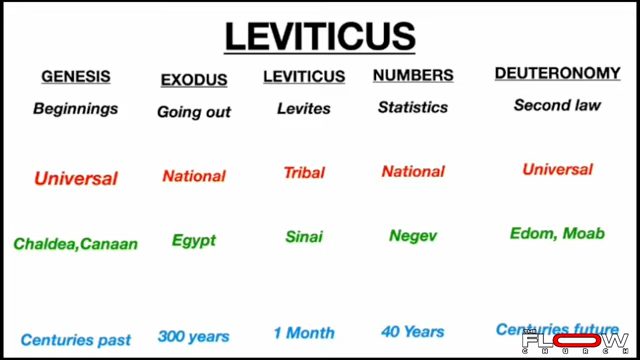 LEVITICUS
GENESIS EXODUS LEVITICUS NUMBERS DEUTERONOMY
Beginnings Going out Levites Statistics Second law
Universal National Tribal National Universal
Chaldea,Canaan Egypt Sinai Negev Edom, Moab
Centuries past 300 years 1 Month 40 Years Centuries future
THE
FLOW
CHURCH